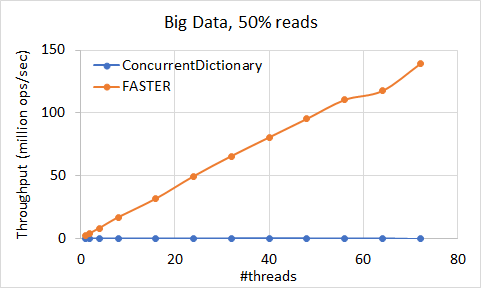 Big Data, 50% reads
Throughput (million ops/sec)
150
100
50
0
ConcurrentDictionary
FASTER
0 20 40 60 80
#threads